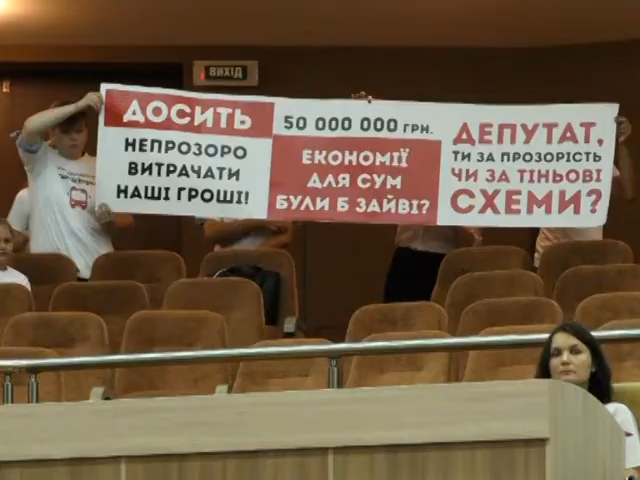 ВИХІД
ДОСИТЬ
НЕПРОЗОРО
ВИТРАЧАТИ
НАШІ ГРОШІ!
50 000 000 ГРН.
ЕКОНОМІЇ
ДЛЯ СУМ
БУЛИ Б ЗАЙВІ?
ДЕПУТАТ,
ТИ ЗА ПРОЗОРІСТЬ
ЧИ ЗА ТІНЬОВІ
СХЕМИ?